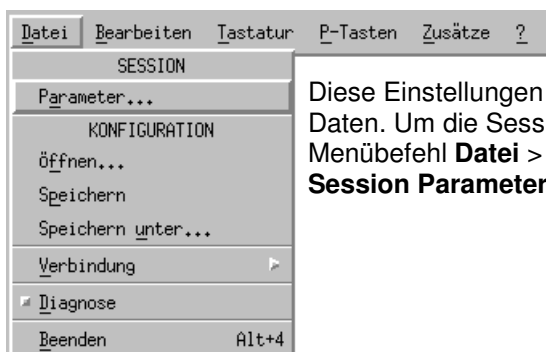 Datei Bearbeiten Tastatur P-Tasten Zusätze ?
SESSION
Parameter...
KONFIGURATION
Öffnen...
Speichern
Speichern unter...
Verbindung
Diagnose
Beenden Alt+4
Diese Einstellungen
Daten. Um die Sess
Menübefehl Datei >
Session Parameter